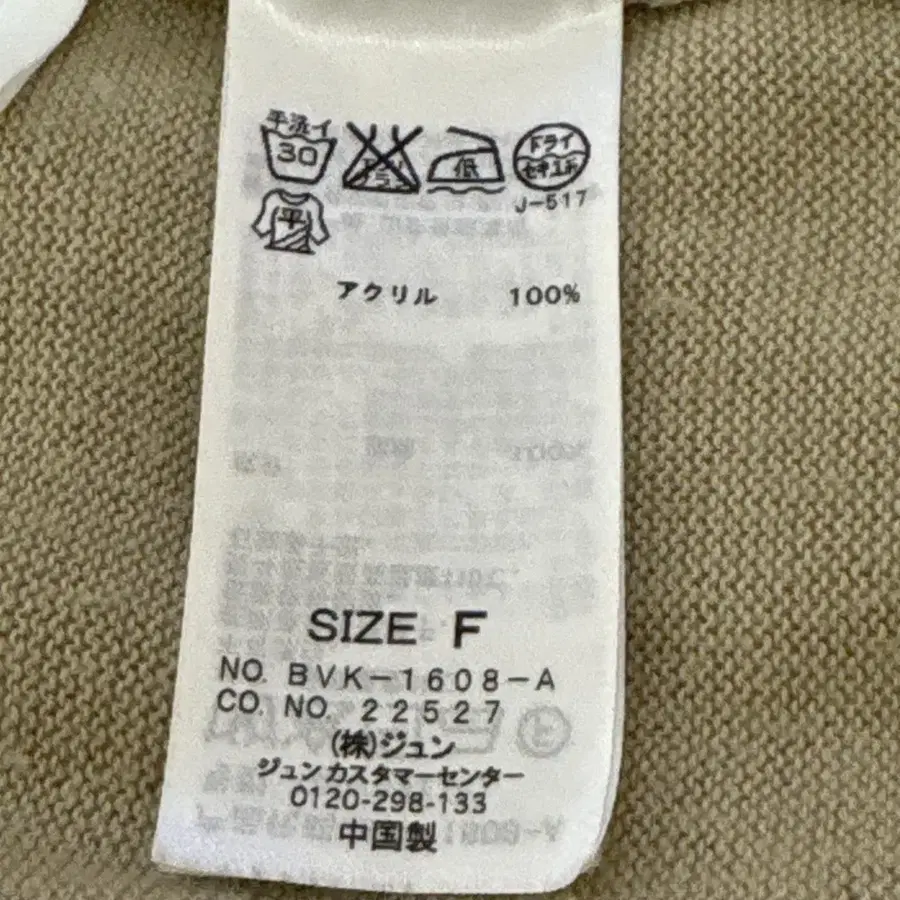 手洗イ
30
低
ドライ
セキユ系
J-517
平
アクリル 100%
SIZE F
NO. BVK-1608-A
CO. NO. 22527
(株)ジュン
ジュンカスタマーセンター
0120-298-133
中国製